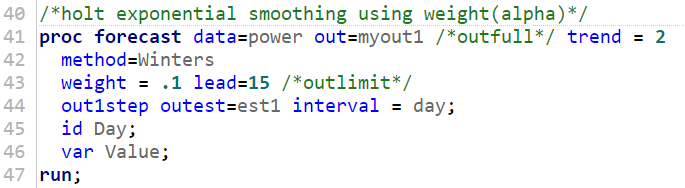 40 /*holt exponential smoothing using weight(alpha)*/
41 proc forecast data=power out=myout1 /*outfull*/ trend = 2
42 method=Winters
43 weight = .1 lead=15 /*outlimit*/
44 out1step outest=est1 interval = day;
45 id Day;
46 var Value;
47 run;